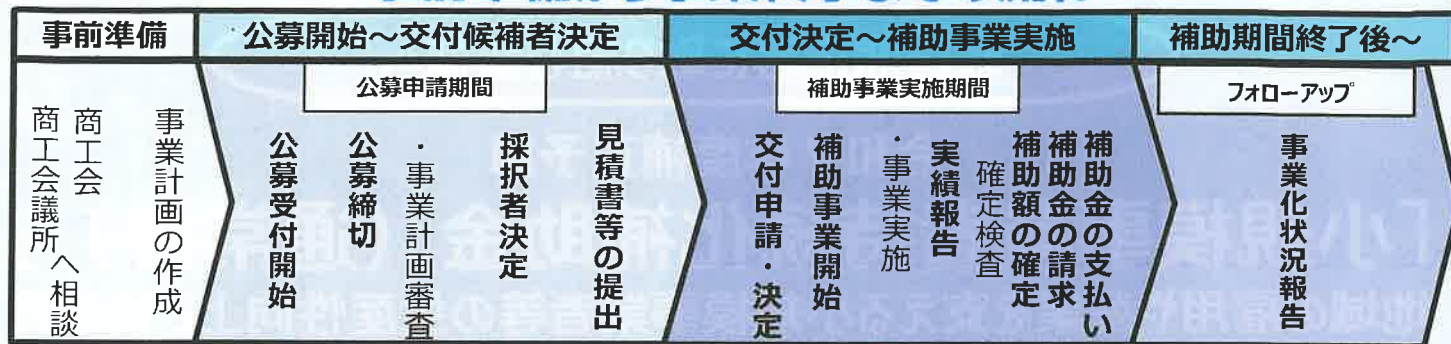 事前準備
公募開始～交付候補者決定
交付決定～補助事業実施
補助期間終了後～
公募申請期間
補助事業実施期間
フォローアップ
商工会
商工会議所
へ相談
事業計画の作成
公募受付開始
公募締切
・事業計画審査
採択者決定
見積書等の提出
交付申請・決定
補助事業開始
・事業実施
実績報告
確定検査
補助額の確定
補助金の請求
補助金の支払い
事業化状況報告